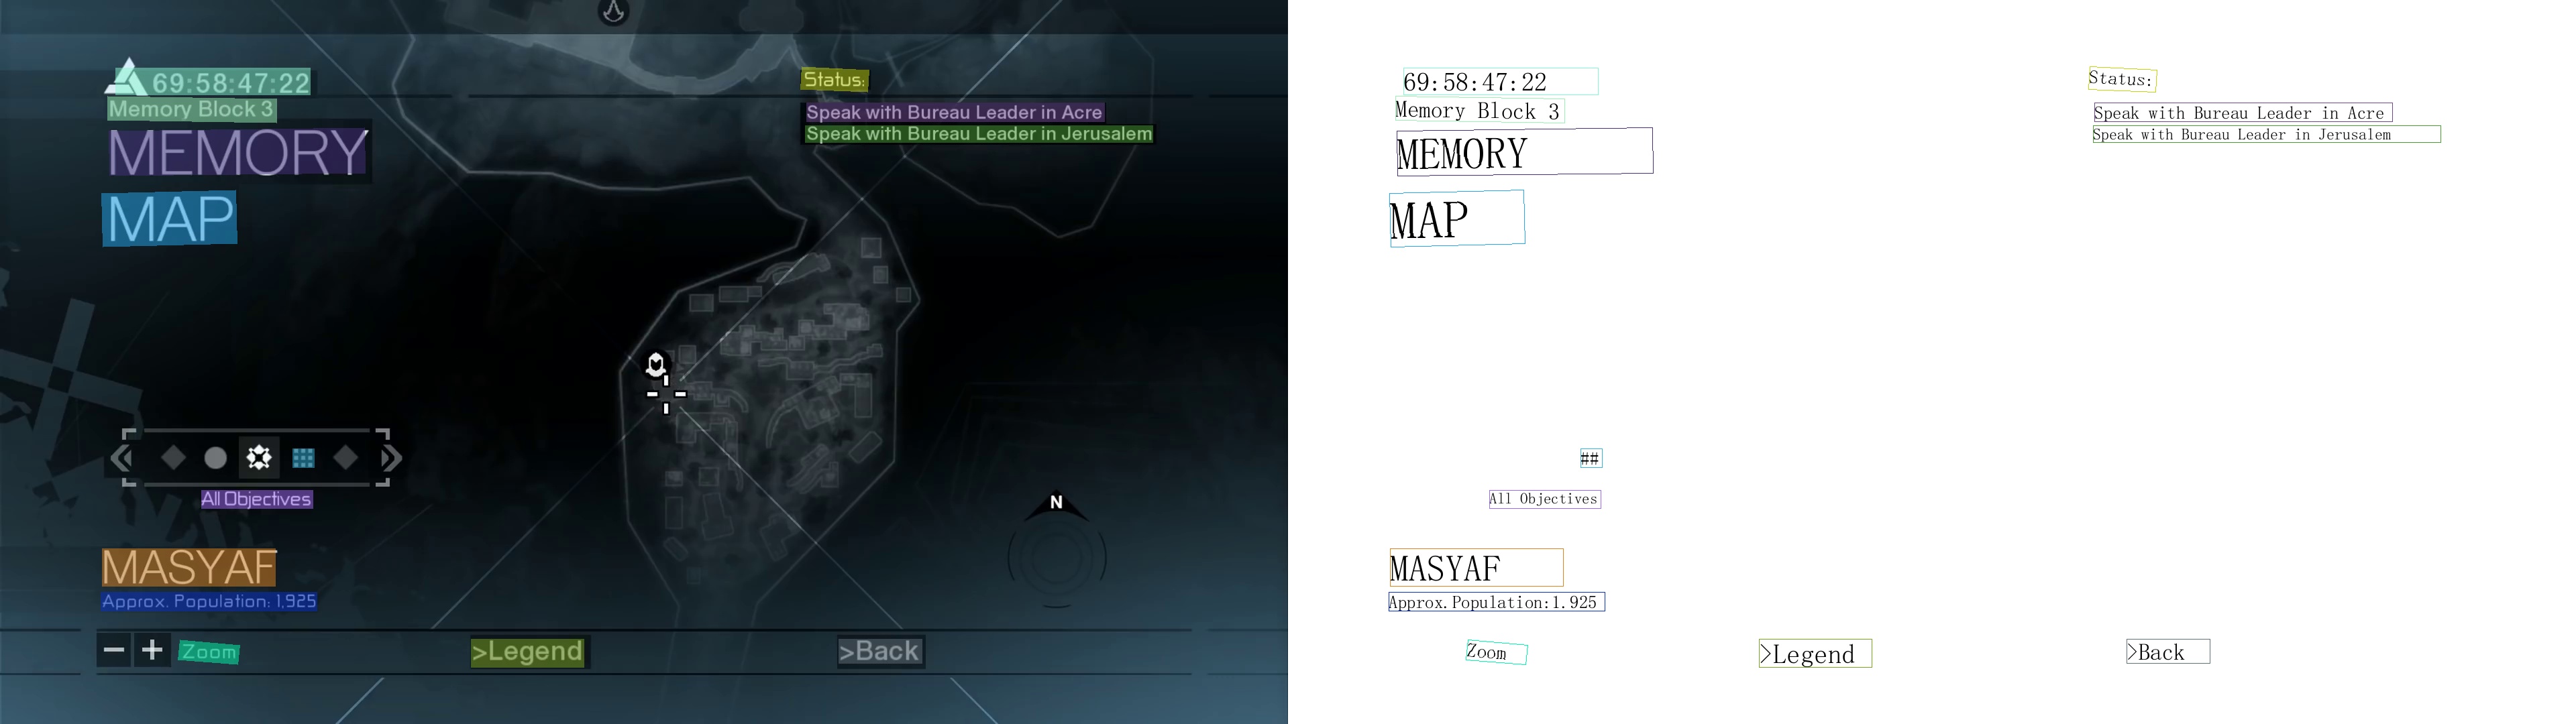 69:58:47:22
Memory Block 3
MEMORY
MAP
Status:
Speak with Bureau Leader in Acre
Speak with Bureau Leader in Jerusalem
All Objectives
N
MASYAF
Approx. Population: 1,925
Zoom
>Legend
>Back
69:58:47:22
Memory Block 3
MEMORY
MAP
Status:
Speak with Bureau Leader in Acre
Speak with Bureau Leader in Jerusalem
##
All Objectives
MASYAF
Approx.Population:1.925
Zoom
>Legend
>Back